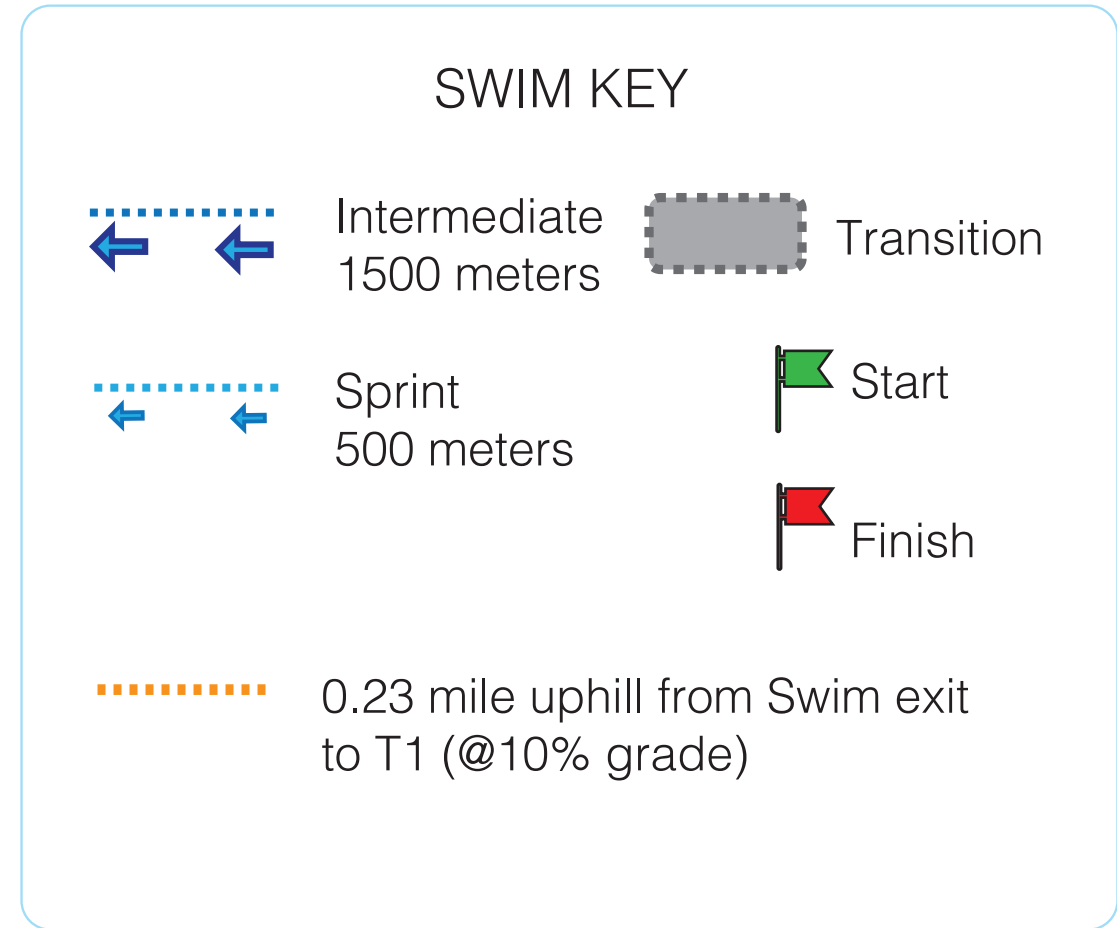 SWIM KEY
Intermediate
1500 meters
Transition
Sprint
500 meters
Start
Finish
0.23 mile uphill from Swim exit
to T1 (@10% grade)